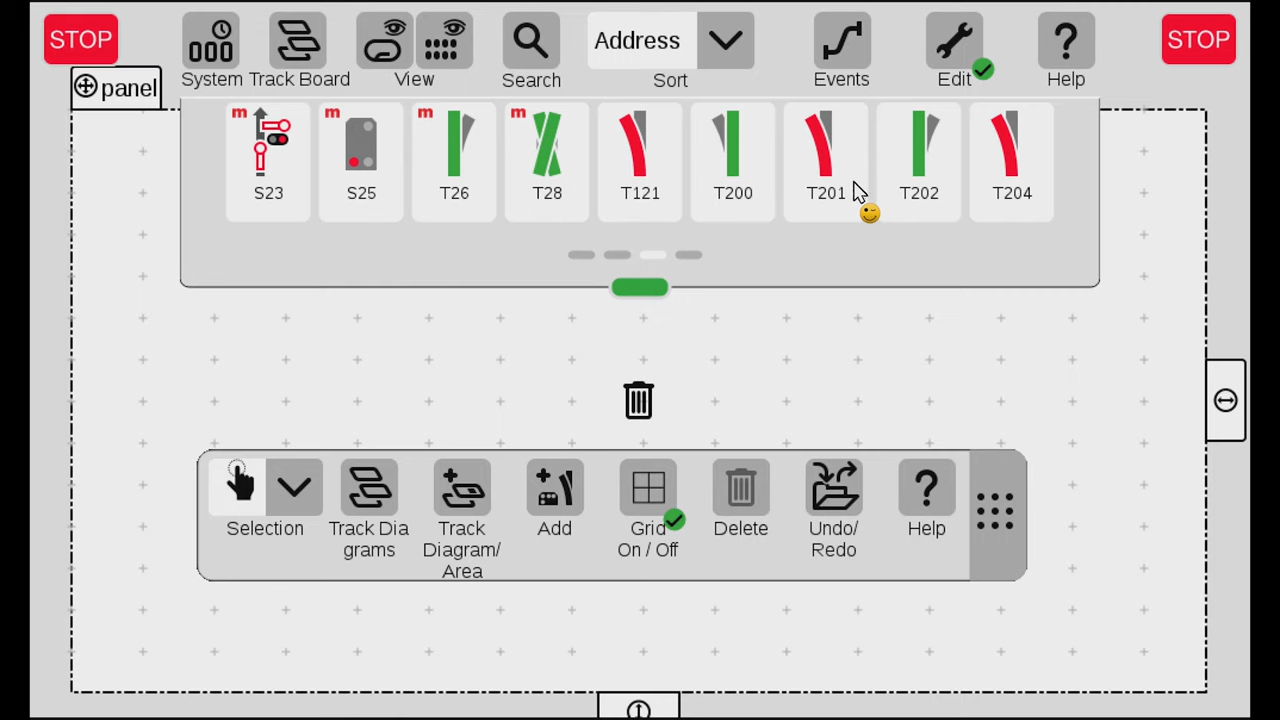 STOP
Address
STOP
System Track Board View Search Sort Events Edit Help
panel
m m m m
S23 S25 T26 T28 T121 T200 T201 T202 T204
Selection Track Dia Track Add Grid Delete Undo/ Help
grams Diagram/ On / Off Redo
Area